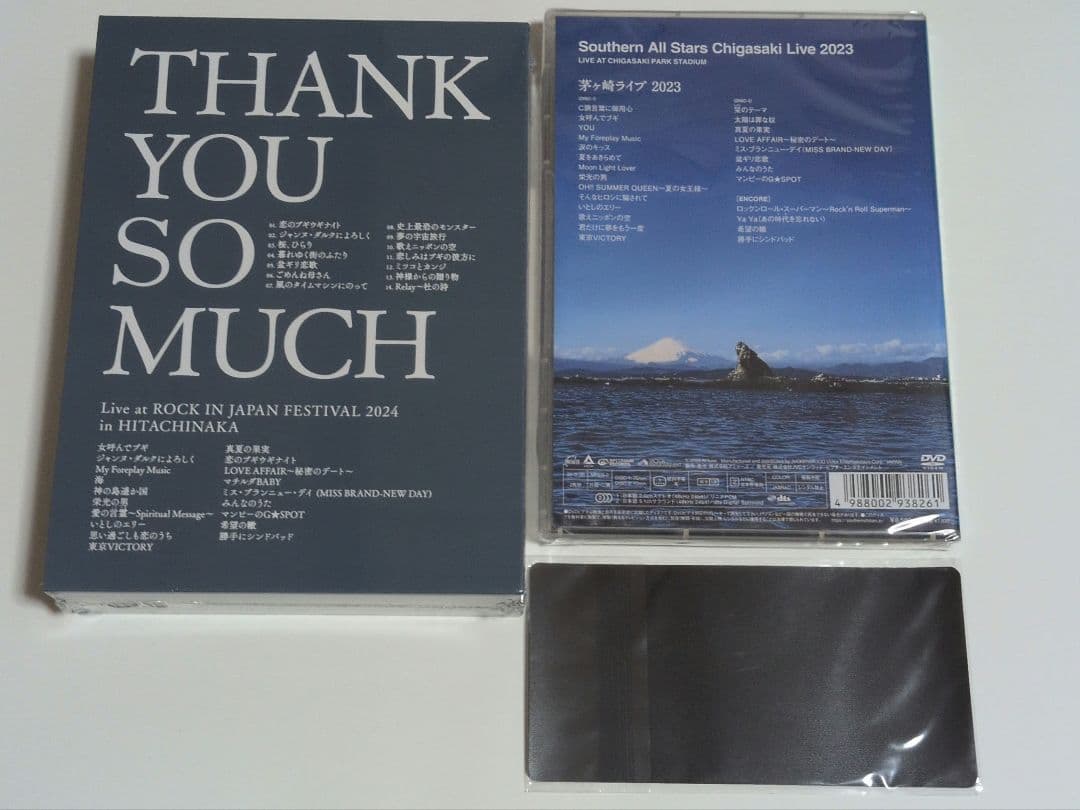 THANK
YOU
SO
MUCH
01. 恋のブギウギナイト
02. ジャンヌ・ダルクによろしく
03. 桜、ひらり
04. 暮れゆく街のふたり
05. 盆ギリ恋歌
06. ごめんね母さん
07. 風のタイムマシンにのって
08. 史上最恐のモンスター
09. 夢の宇宙旅行
10. 歌えニッポンの空
11. 悲しみはブギの彼方に
12. ミツコとカンジ
13. 神様からの贈り物
14. Relay〜杜の詩
Live at ROCK IN JAPAN FESTIVAL 2024
in HITACHINAKA
女呼んでブギ
ジャンヌ・ダルクによろしく
My Foreplay Music
海
神の島遥か国
栄光の男
愛の言霊〜Spiritual Message〜
いとしのエリー
思い過ごしも恋のうち
東京VICTORY
真夏の果実
恋のブギウギナイト
LOVE AFFAIR〜秘密のデート〜
マチルダBABY
ミス・ブランニュー・デイ (MISS BRAND-NEW DAY)
みんなのうた
マンピーのG★SPOT
希望の轍
勝手にシンドバッド
Southern All Stars Chigasaki Live 2023
LIVE AT CHIGASAKI PARK STADIUM
茅ヶ崎ライブ 2023
C調言葉に御用心
女呼んでブギ
YOU
My Foreplay Music
涙のキッス
夏をあきらめて
Moon Light Lover
栄光の男
OH!! SUMMER QUEEN〜夏の女王様〜
そんなヒロシに騙されて
いとしのエリー
歌えニッポンの空
君だけに夢をもう一度
東京VICTORY
栞のテーマ
太陽は罪な奴
真夏の果実
LOVE AFFAIR〜秘密のデート〜
ミス・ブランニュー・デイ (MISS BRAND-NEW DAY)
盆ギリ恋歌
みんなのうた
マンピーのG★SPOT
[ENCORE]
ロックンロール・スーパーマン〜Rock'n Roll Superman〜
Ya Ya (あの時代を忘れない)
希望の轍
勝手にシンドバッド
DVD
COLOR
dts
4 988002 938261